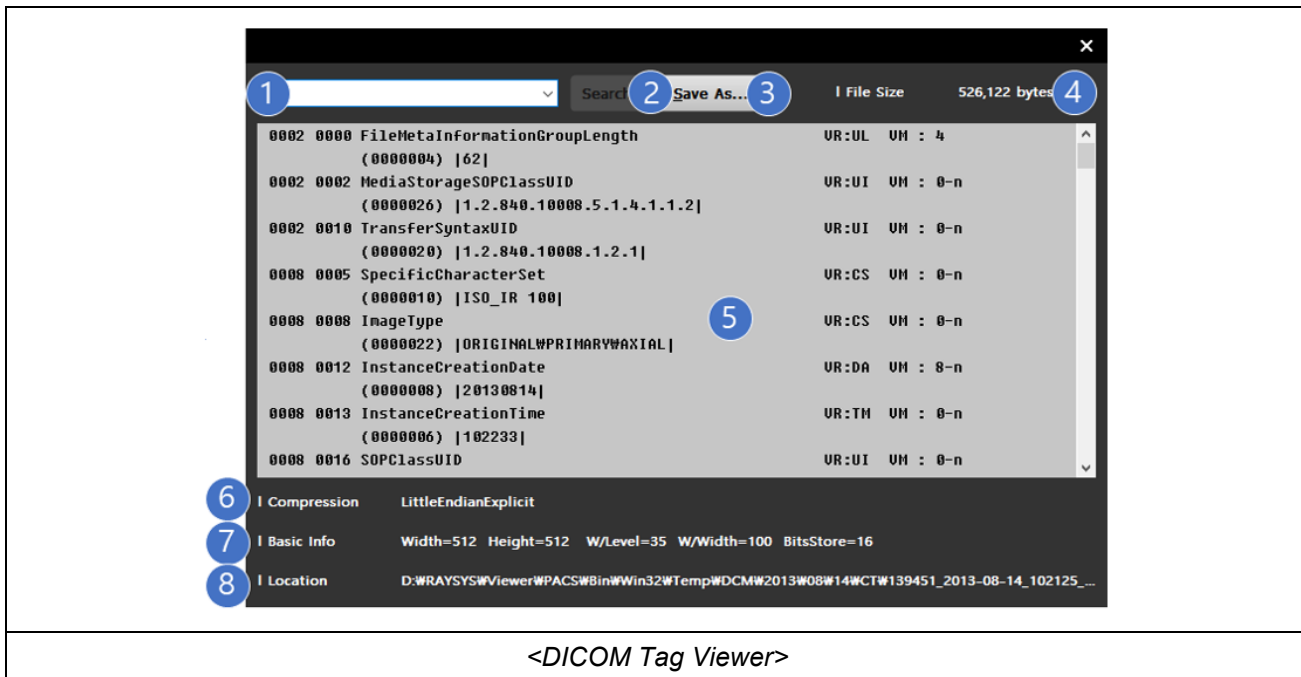 ×
1 Search 2 Save As... 3 I File Size 526,122 bytes 4
0002 0000 FileMetaInformationGroupLength VR:UL VM : 4
(0000004) |62|
0002 0002 MediaStorageSOPClassUID VR:UI VM : 0-n
(0000026) |1.2.840.10008.5.1.4.1.1.2|
0002 0010 TransferSyntaxUID VR:UI VM : 0-n
(0000020) |1.2.840.10008.1.2.1|
0008 0005 SpecificCharacterSet VR:CS VM : 0-n
(0000010) |ISO_IR 100|
0008 0008 ImageType VR:CS VM : 0-n
(0000022) |ORIGINAL₩PRIMARY₩AXIAL|
5
0008 0012 InstanceCreationDate VR:DA VM : 8-n
(0000008) |20130814|
0008 0013 InstanceCreationTime VR:TM VM : 0-n
(0000006) |102233|
0008 0016 SOPClassUID VR:UI VM : 0-n
6 I Compression LittleEndianExplicit
7 I Basic Info Width=512 Height=512 W/Level=35 W/Width=100 BitsStore=16
8 I Location D:₩RAYSYS₩Viewer₩PACS₩Bin₩Win32₩Temp₩DCM₩2013₩08₩14₩CT₩139451_2013-08-14_102125_...
<DICOM Tag Viewer>